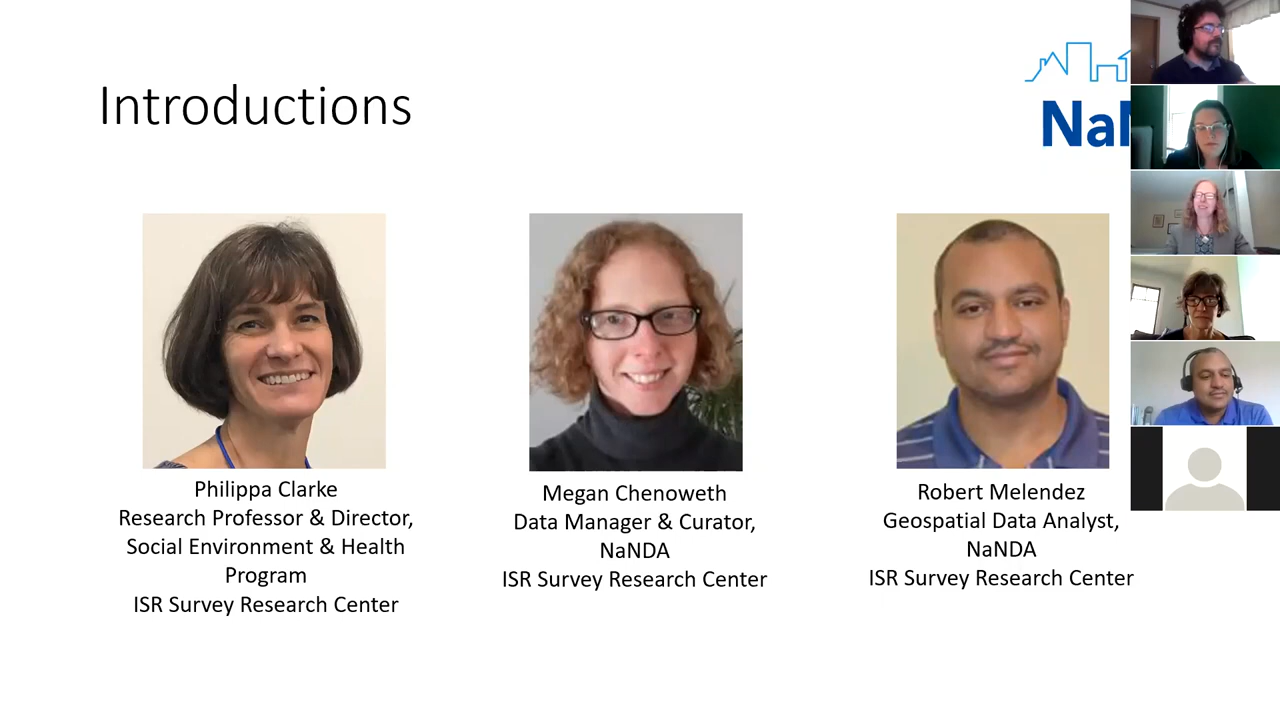 Introductions
NaN
Philippa Clarke
Research Professor & Director,
Social Environment & Health
Program
ISR Survey Research Center
Megan Chenoweth
Data Manager & Curator,
NaNDA
ISR Survey Research Center
Robert Melendez
Geospatial Data Analyst,
NaNDA
ISR Survey Research Center